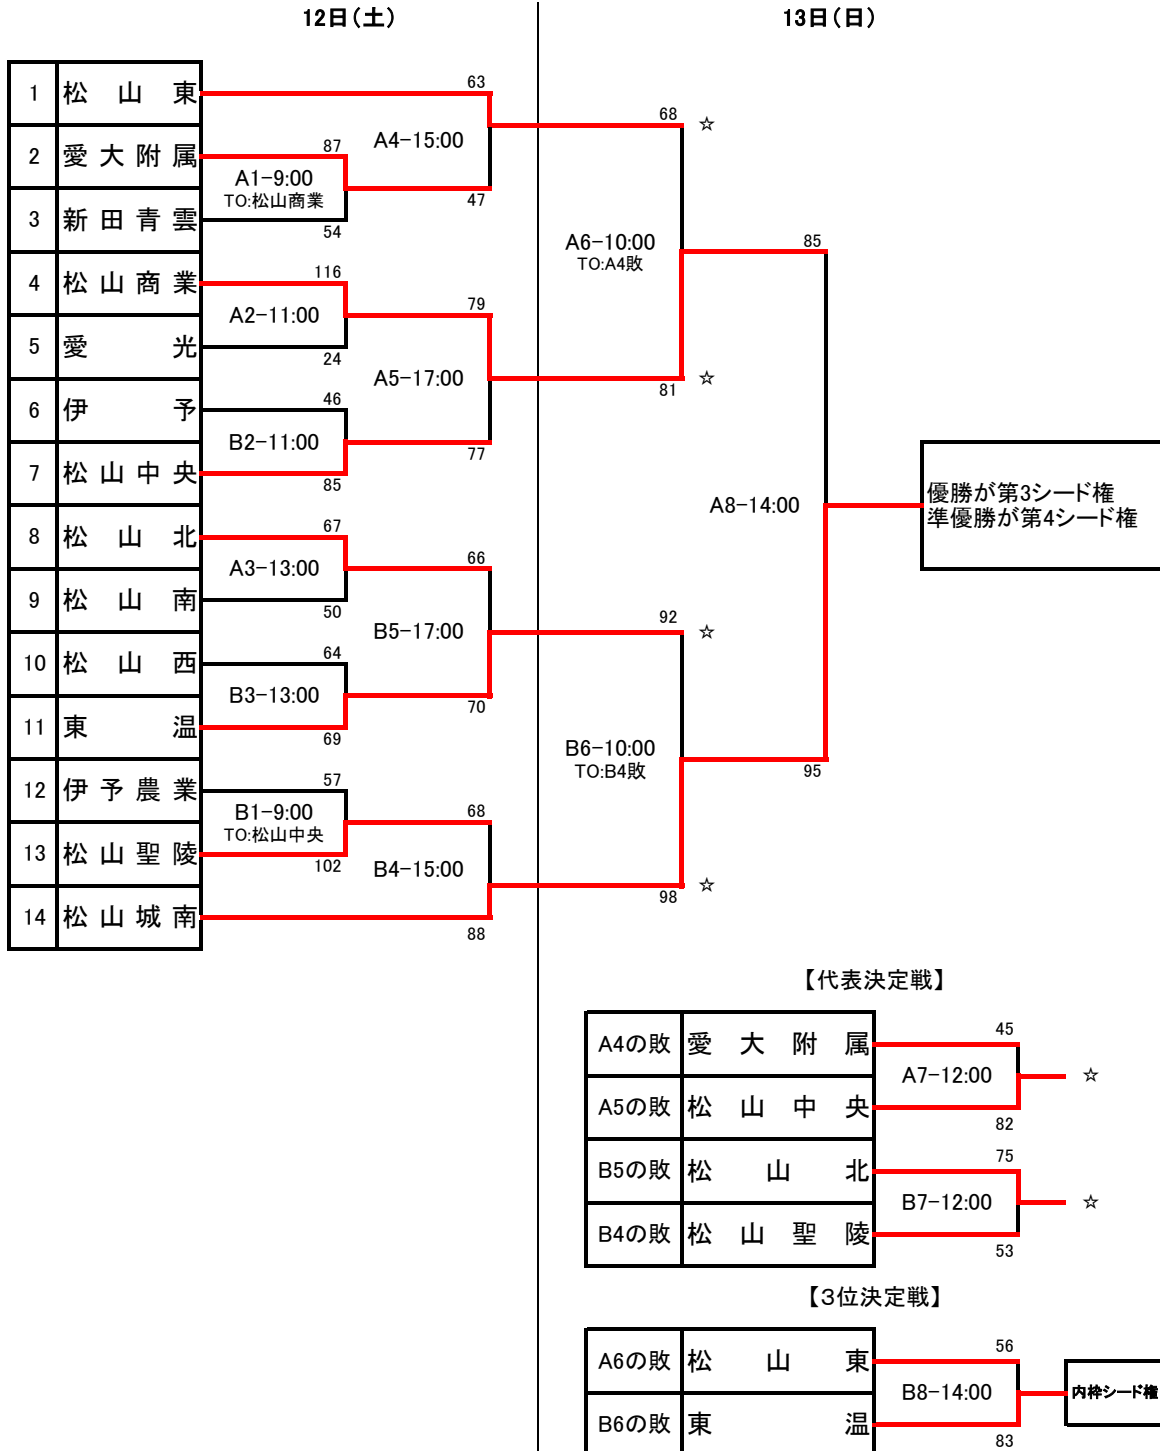 12日(土)
13日(日)
1 松山東
2 愛大附属
3 新田青雲
4 松山商業
5 愛光
6 伊予
7 松山中央
8 松山北
9 松山南
10 松山西
11 東温
12 伊予農業
13 松山聖陵
14 松山城南
87
A1-9:00
TO:松山商業
54
116
A2-11:00
24
46
B2-11:00
85
67
A3-13:00
50
64
B3-13:00
69
57
B1-9:00
TO:松山中央
102
63
A4-15:00
47
79
A5-17:00
77
66
B5-17:00
70
68
B4-15:00
88
68 ☆
A6-10:00
TO:A4敗
81 ☆
92 ☆
B6-10:00
TO:B4敗
98 ☆
85
A8-14:00
95
優勝が第3シード権
準優勝が第4シード権
【代表決定戦】
A4の敗 愛大附属
A5の敗 松山中央
B5の敗 松山北
B4の敗 松山聖陵
45
A7-12:00 ☆
82
75
B7-12:00 ☆
53
【3位決定戦】
A6の敗 松山東
B6の敗 東温
56
B8-14:00
83
内枠シード権